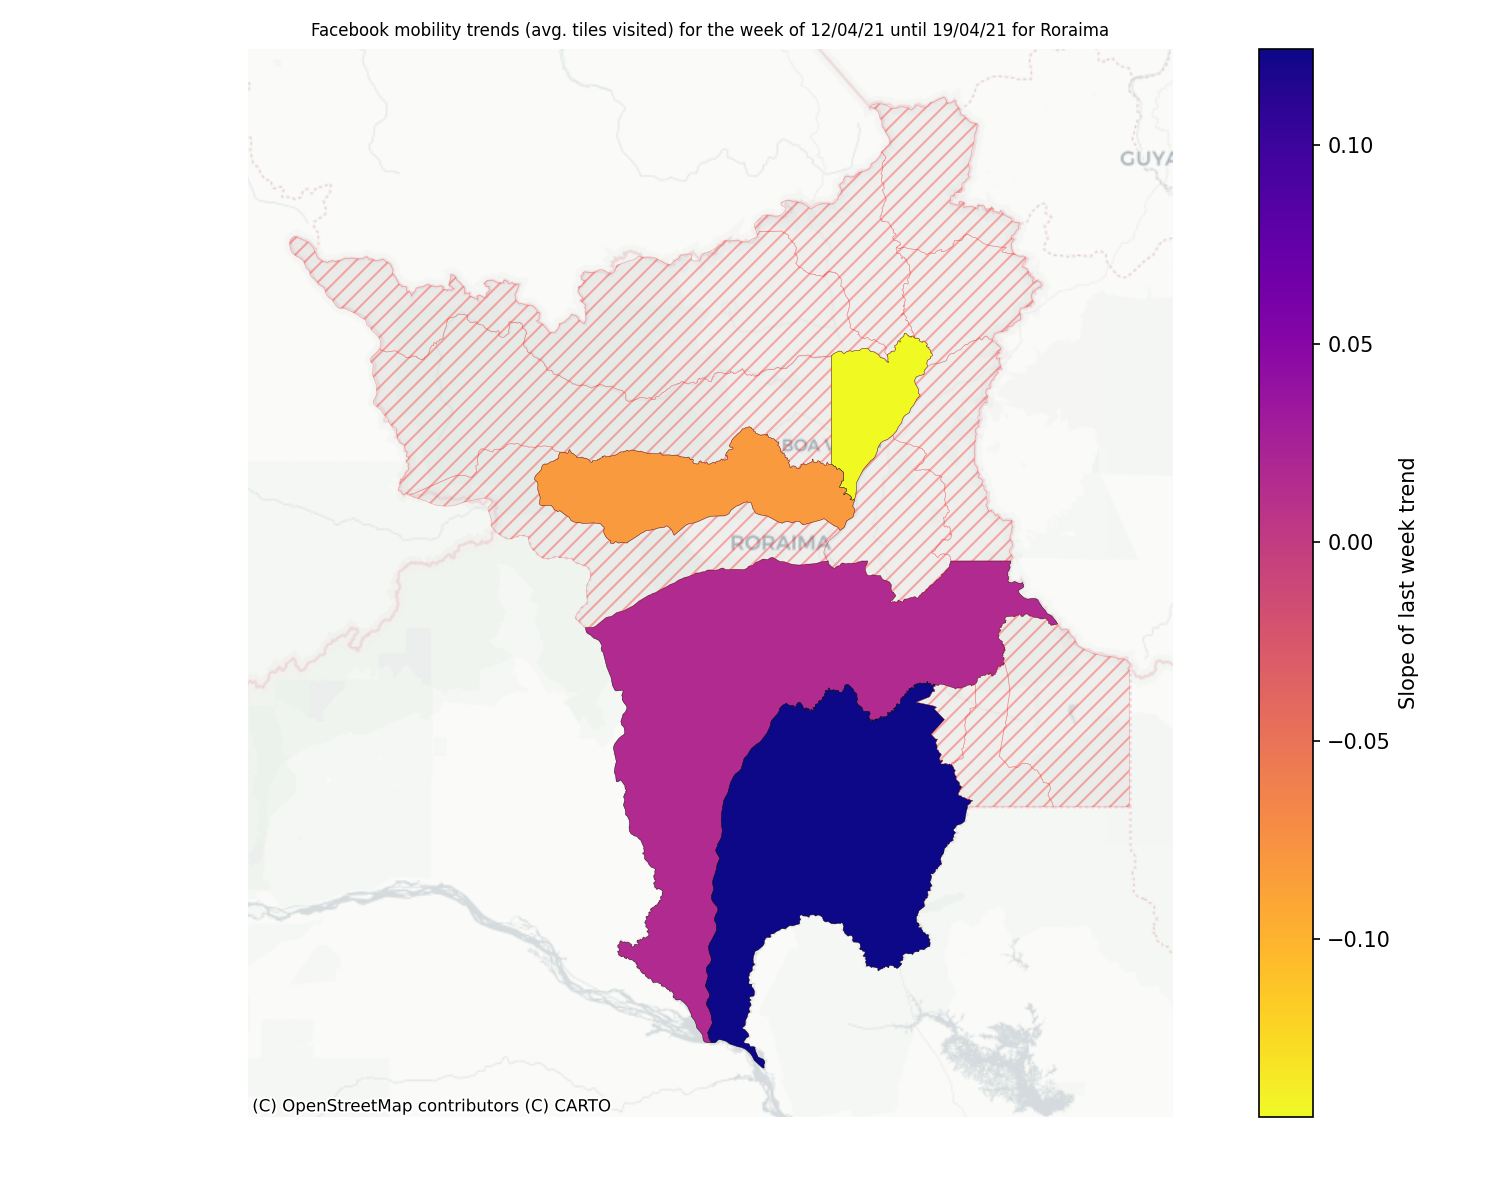 Facebook mobility trends (avg. tiles visited) for the week of 12/04/21 until 19/04/21 for Roraima
GUYA
0.10
0.05
BOA V
RORAIMA
0.00
−0.05
−0.10
Slope of last week trend
(C) OpenStreetMap contributors (C) CARTO